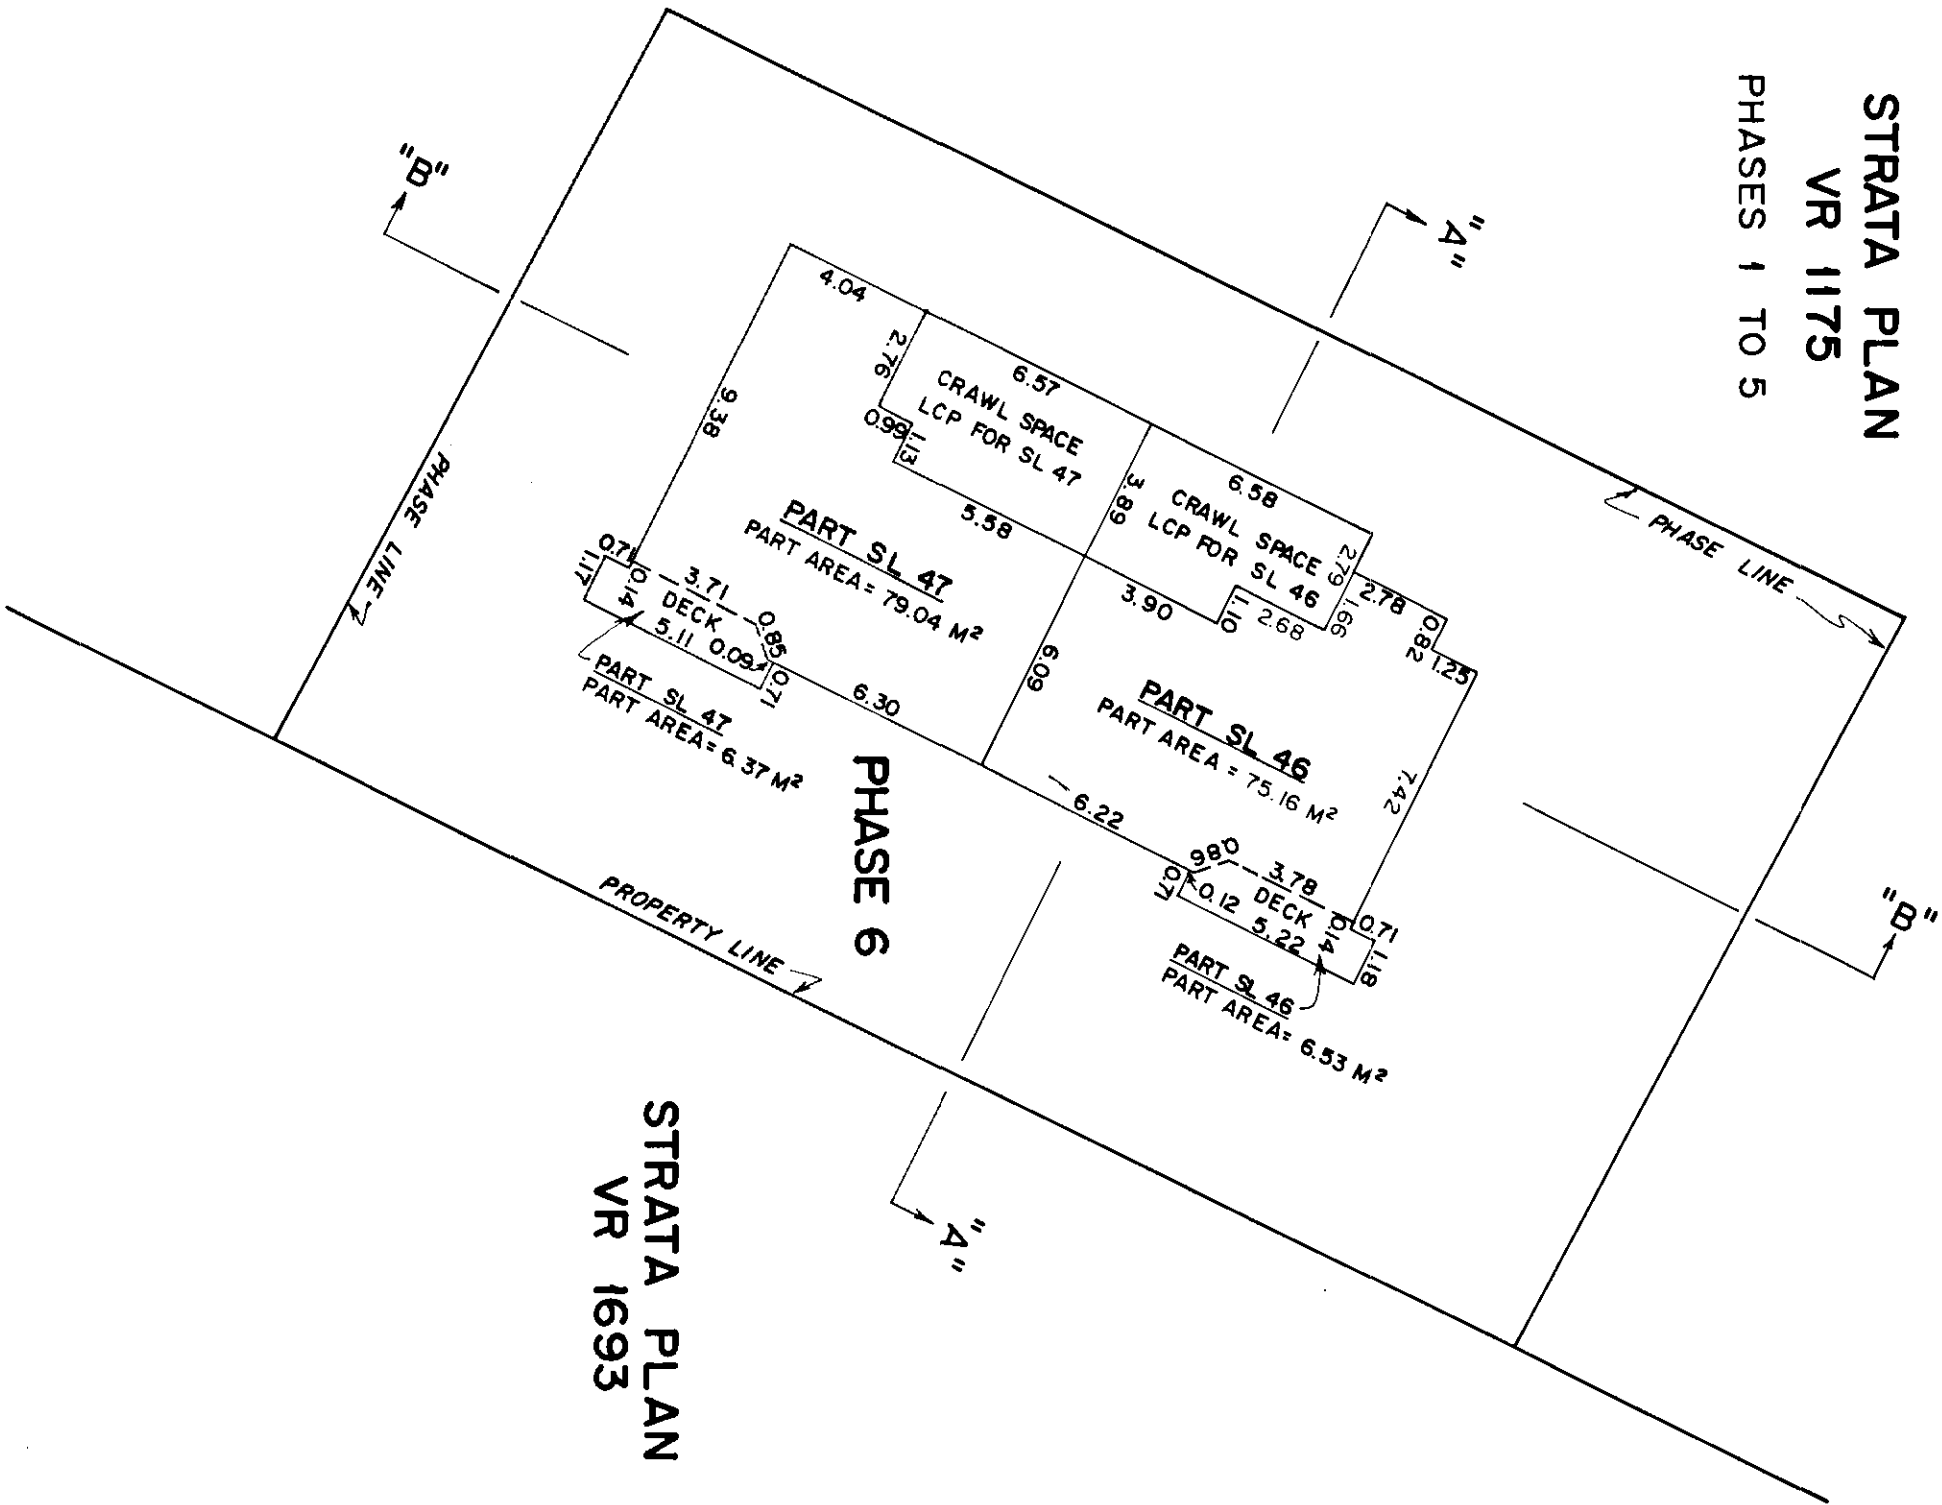 STRATA PLAN
VR 1175
PHASES 1 TO 5
"B"
"A"
4.04
2.76
6.57
CRAWL SPACE
LCP FOR SL 47
0.99
1.13
9.38
5.58
3.89
6.58
CRAWL SPACE
LCP FOR SL 46
2.79
1.66
2.78
0.82
1.25
3.90
1.10
2.68
PHASE LINE
PHASE LINE
PART SL 47
PART AREA = 79.04 M²
6.09
PART SL 46
PART AREA = 75.16 M²
7.42
0.71
1.17
0.14
3.71
DECK
5.11
0.09
0.85
0.71
PART SL 47
PART AREA = 6.37 M²
6.30
6.22
0.86
3.78
DECK
0.71
0.12
5.22
0.14
0.71
1.18
PART SL 46
PART AREA = 6.53 M²
"B"
PHASE 6
PROPERTY LINE
"A"
STRATA PLAN
VR 1693